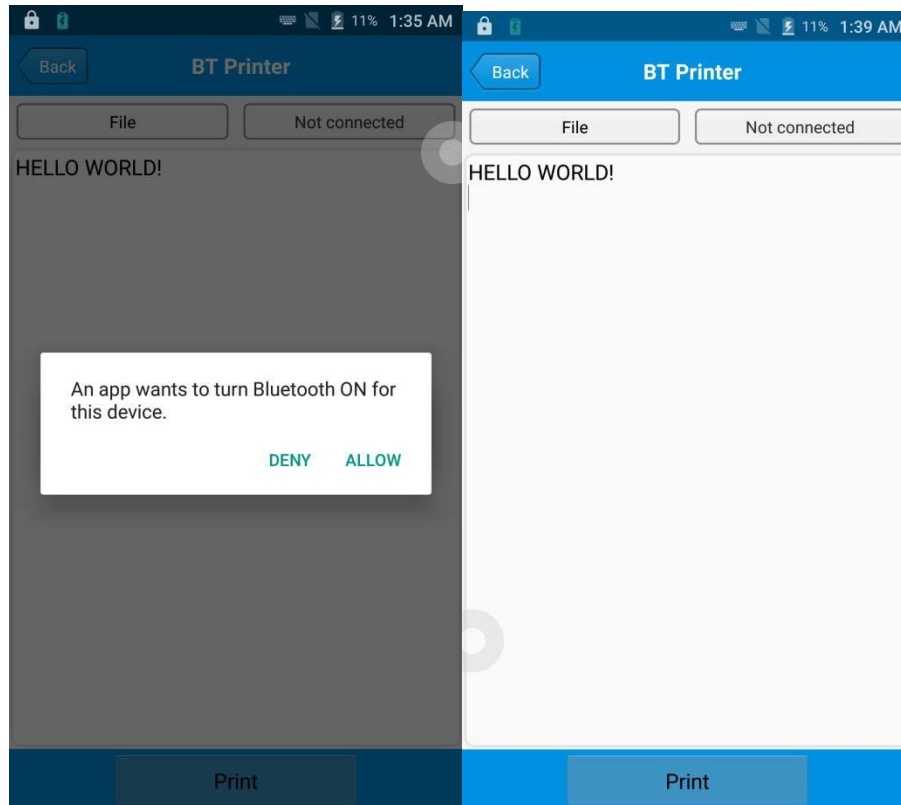 11% 1:35 AM
Back BT Printer
File Not connected
HELLO WORLD!
An app wants to turn Bluetooth ON for
this device.
DENY ALLOW
Print
11% 1:39 AM
Back BT Printer
File Not connected
HELLO WORLD!
Print